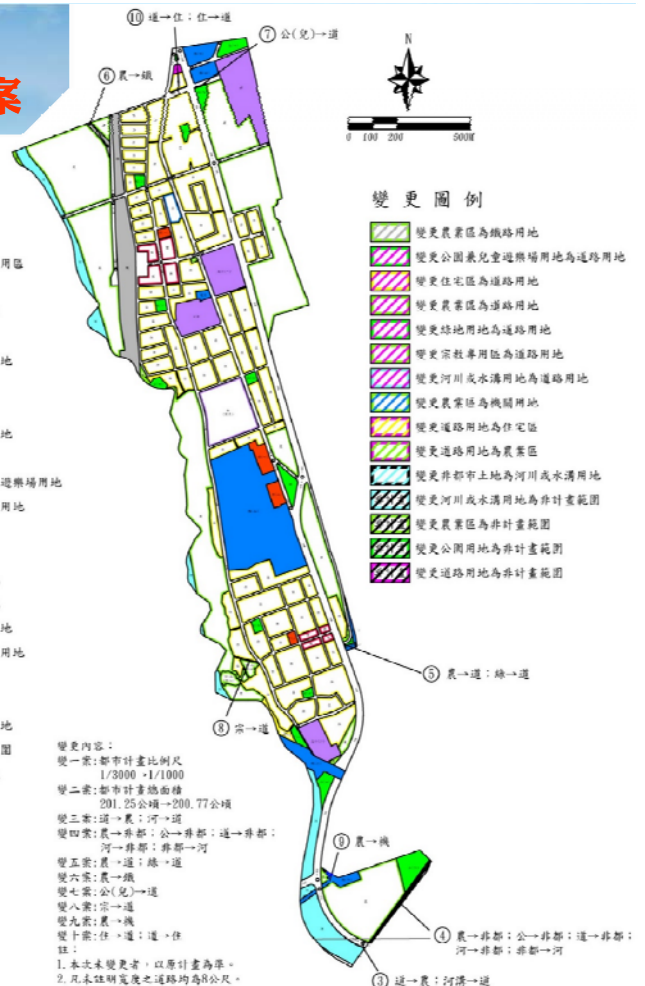 案
⑩ 道→住；住→道
⑦ 公(兒)→道
⑥ 農→鐵
N
0 100 200 500M
變更圖例
變更農業區為鐵路用地
變更公園兼兒童遊樂場用地為道路用地
變更住宅區為道路用地
變更農業區為道路用地
變更綠地用地為道路用地
變更宗教專用區為道路用地
變更河川或水溝用地為道路用地
變更農業區為機關用地
變更道路用地為住宅區
變更道路用地為農業區
變更非都市土地為河川或水溝用地
變更河川或水溝用地為非計畫範圍
變更農業區為非計畫範圍
變更公園用地為非計畫範圍
變更道路用地為非計畫範圍
用區
地
地
遊樂場用地
用地
地
用地
地
圍
⑤ 農→道；綠→道
⑧ 宗→道
變更內容：
變一案：都市計畫比例尺
1/3000→1/1000
變二案：都市計畫總面積
201.25公頃→200.77公頃
變三案：道→農；河→道
變四案：農→非都；公→非都；道→非都；
河→非都；非都→河
變五案：農→道；綠→道
變六案：農→鐵
變七案：公(兒)→道
變八案：宗→道
變九案：農→機
變十案：住→道；道→住
註：
1.本次未變更者，以原計畫為準。
2.凡未註明寬度之道路均為8公尺。
⑨ 農→機
④ 農→非都；公→非都；道→非都；
河→非都；非都→河
③ 道→農；河溝→道